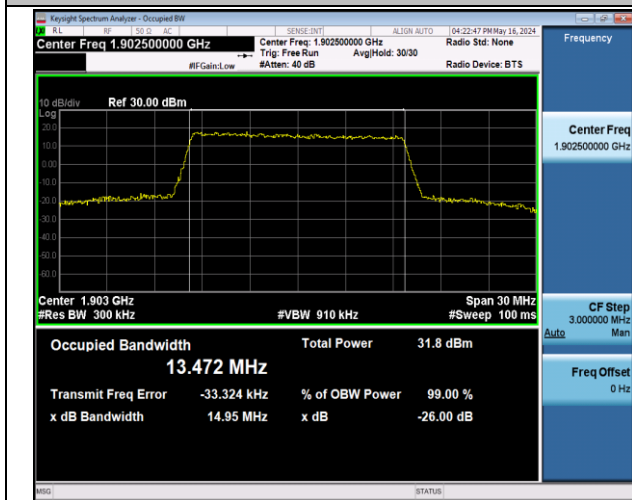 Keysight Spectrum Analyzer - Occupied BW
RL RF 50 Ω AC SENSE:INT ALIGN AUTO 04:22:47 PM May 16, 2024
Center Freq 1.902500000 GHz
Center Freq: 1.902500000 GHz Radio Std: None
Trig: Free Run Avg|Hold: 30/30
#IFGain:Low #Atten: 40 dB Radio Device: BTS
Frequency
10 dB/div Ref 30.00 dBm
Log
20.0
10.0
0.00
-10.0
-20.0
-30.0
-40.0
-50.0
-60.0
Center Freq
1.902500000 GHz
Center 1.903 GHz Span 30 MHz
#Res BW 300 kHz #VBW 910 kHz #Sweep 100 ms
CF Step
3.000000 MHz
Auto Man
Occupied Bandwidth Total Power 31.8 dBm
13.472 MHz
Freq Offset
0 Hz
Transmit Freq Error -33.324 kHz % of OBW Power 99.00 %
x dB Bandwidth 14.95 MHz x dB -26.00 dB
MSG STATUS